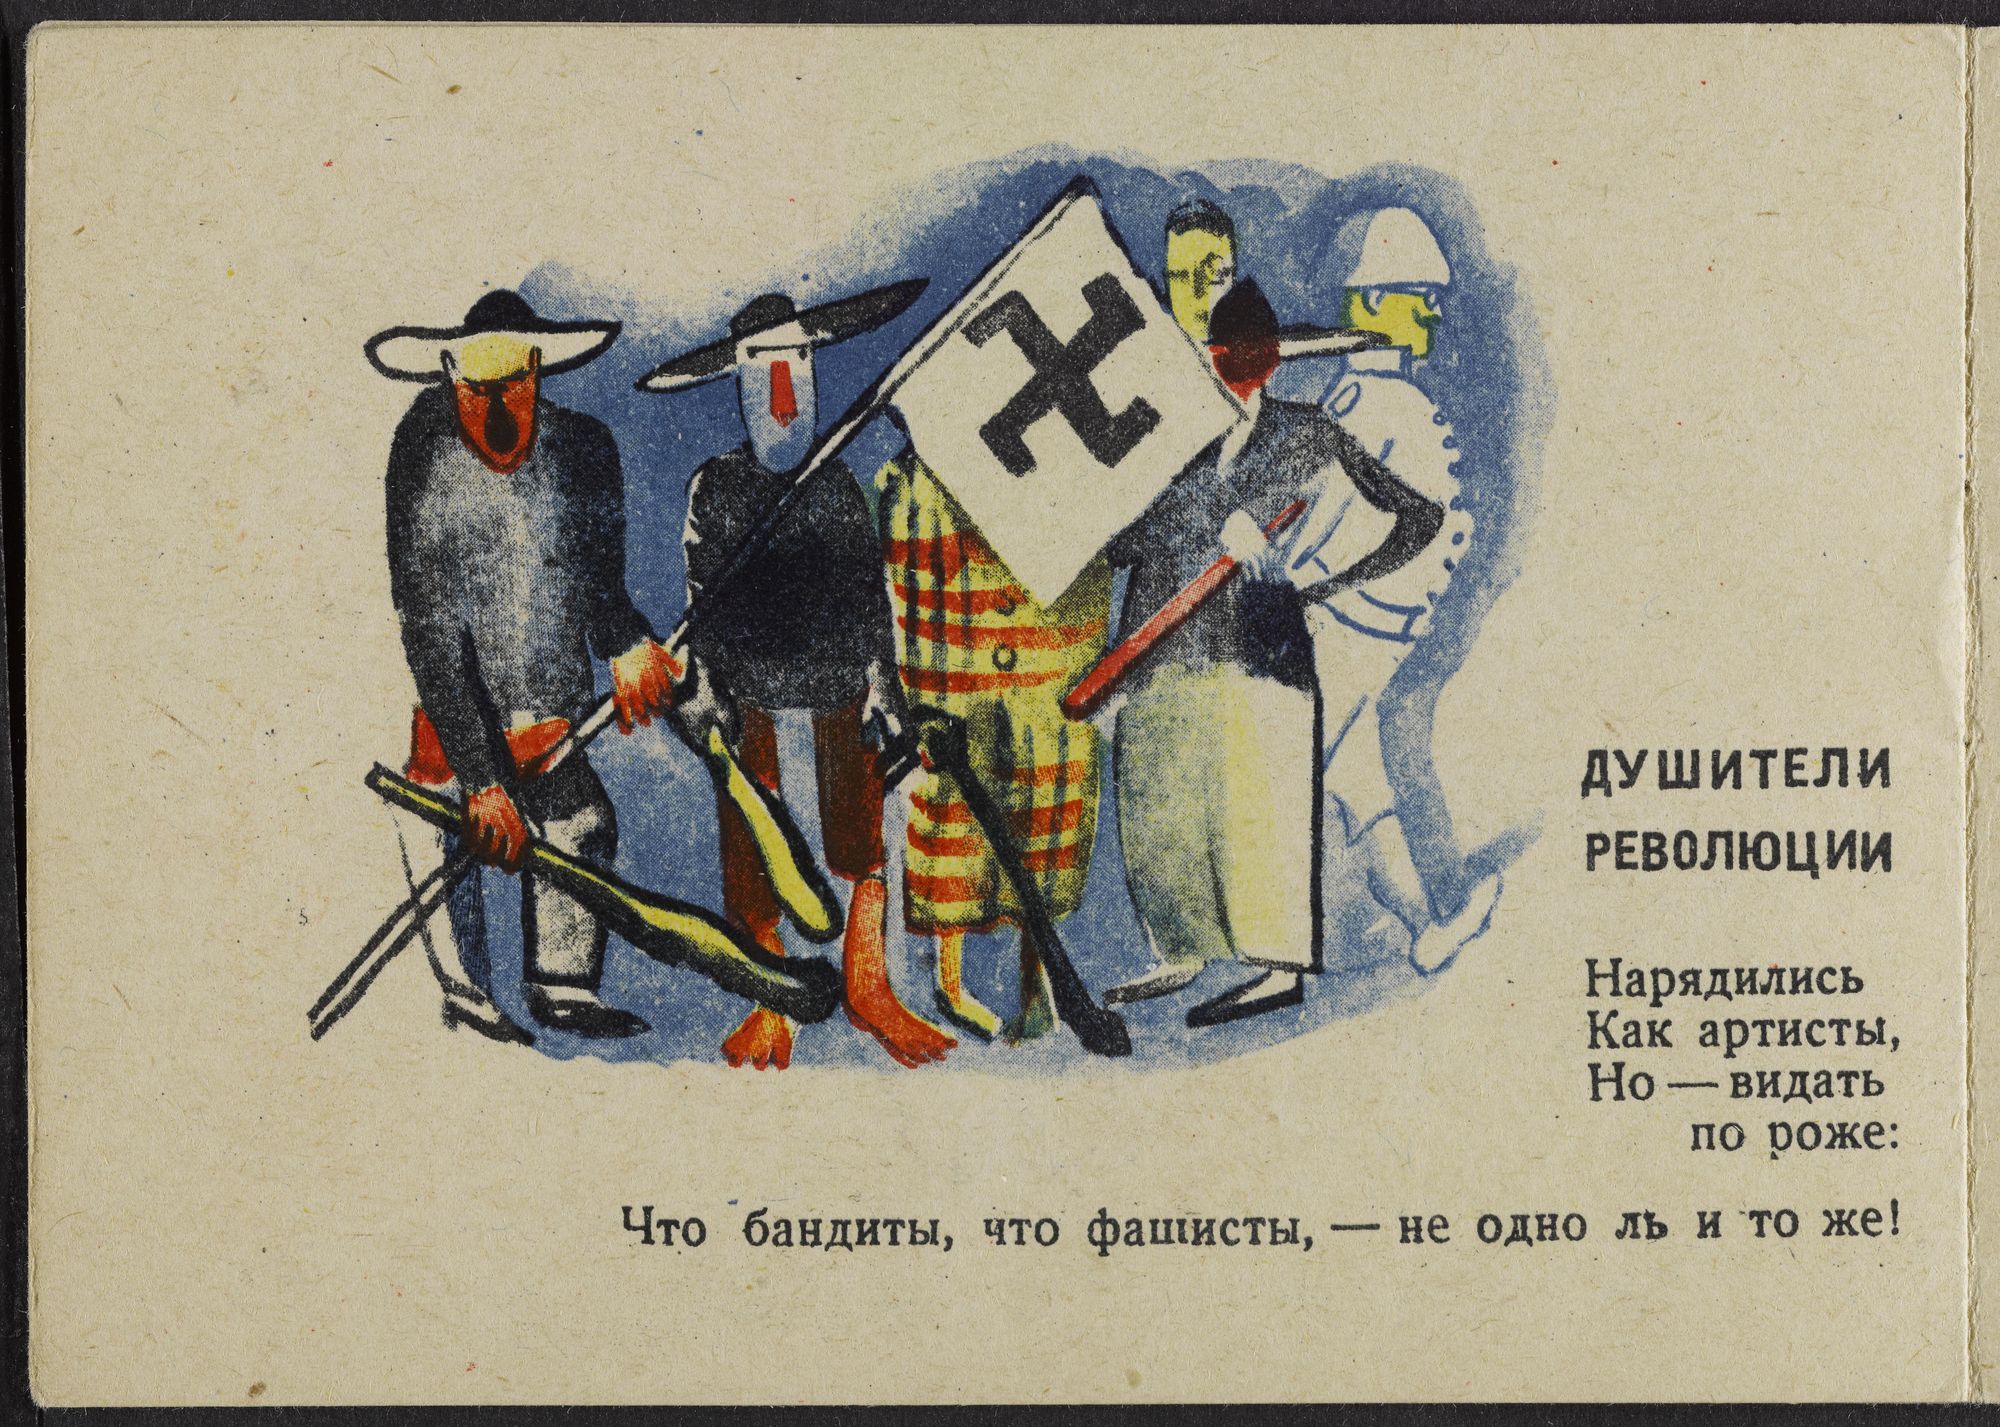 ДУШИТЕЛИ
РЕВОЛЮЦИИ
Нарядились
Как артисты,
Но — видать
по роже:
Что бандиты, что фашисты, — не одно ль и то же!